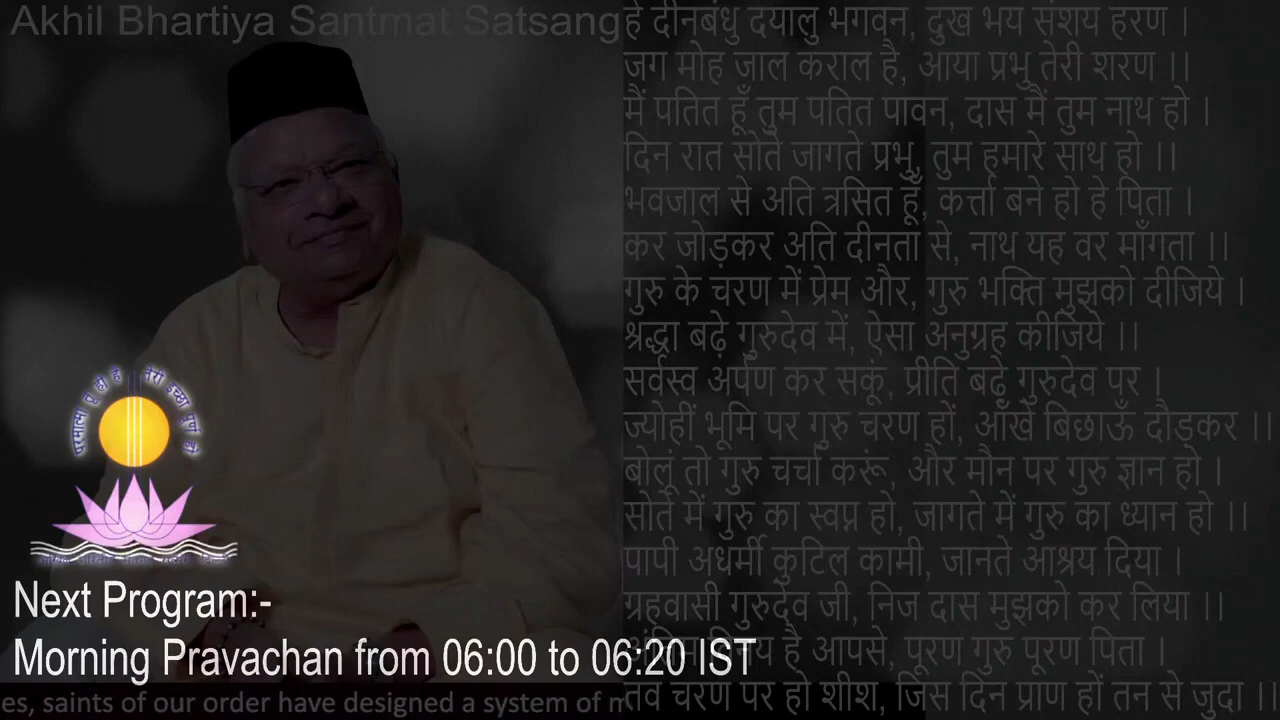 Akhil Bhartiya Santmat Satsang
हे दीनबंधु दयालु भगवन, दुख भय संशय हरण ।
जग मोह जाल कराल है, आया प्रभु तेरी शरण ।।
मैं पतित हूँ तुम पतित पावन, दास मैं तुम नाथ हो ।
दिन रात सोते जागते प्रभु, तुम हमारे साथ हो ।।
भवजाल से अति त्रसित हूँ, कर्त्ता बने हो हे पिता ।
कर जोड़कर अति दीनता से, नाथ यह वर माँगता ।।
गुरु के चरण में प्रेम और, गुरु भक्ति मुझको दीजिये ।
श्रद्धा बढ़े गुरुदेव में, ऐसा अनुग्रह कीजिये ।।
सर्वस्व अर्पण कर सकूं, प्रीति बढ़े गुरुदेव पर ।
ज्योहीं भूमि पर गुरु चरण हों, आँखें बिछाऊँ दौड़कर ।।
बोलूं तो गुरु चर्चा करूं, और मौन पर गुरु ज्ञान हो ।
सोते में गुरु का स्वप्न हो, जागते में गुरु का ध्यान हो ।।
पापी अधर्मी कुटिल कामी, जानते आश्रय दिया ।
ग्रहवासी गुरुदेव जी, निज दास मुझको कर लिया ।।
है आपसे, पूरण गुरु पूरण पिता ।
तव चरण पर हो शीश, जिस दिन प्राण हों तन से जुदा ।।
परमात्मा तू ही है तेरी इच्छा पूर्ण हो
Next Program:-
Morning Pravachan from 06:00 to 06:20 IST
es, saints of our order have designed a system of m